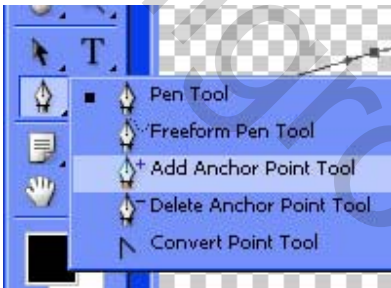 T
Pen Tool
Freeform Pen Tool
Add Anchor Point Tool
Delete Anchor Point Tool
Convert Point Tool